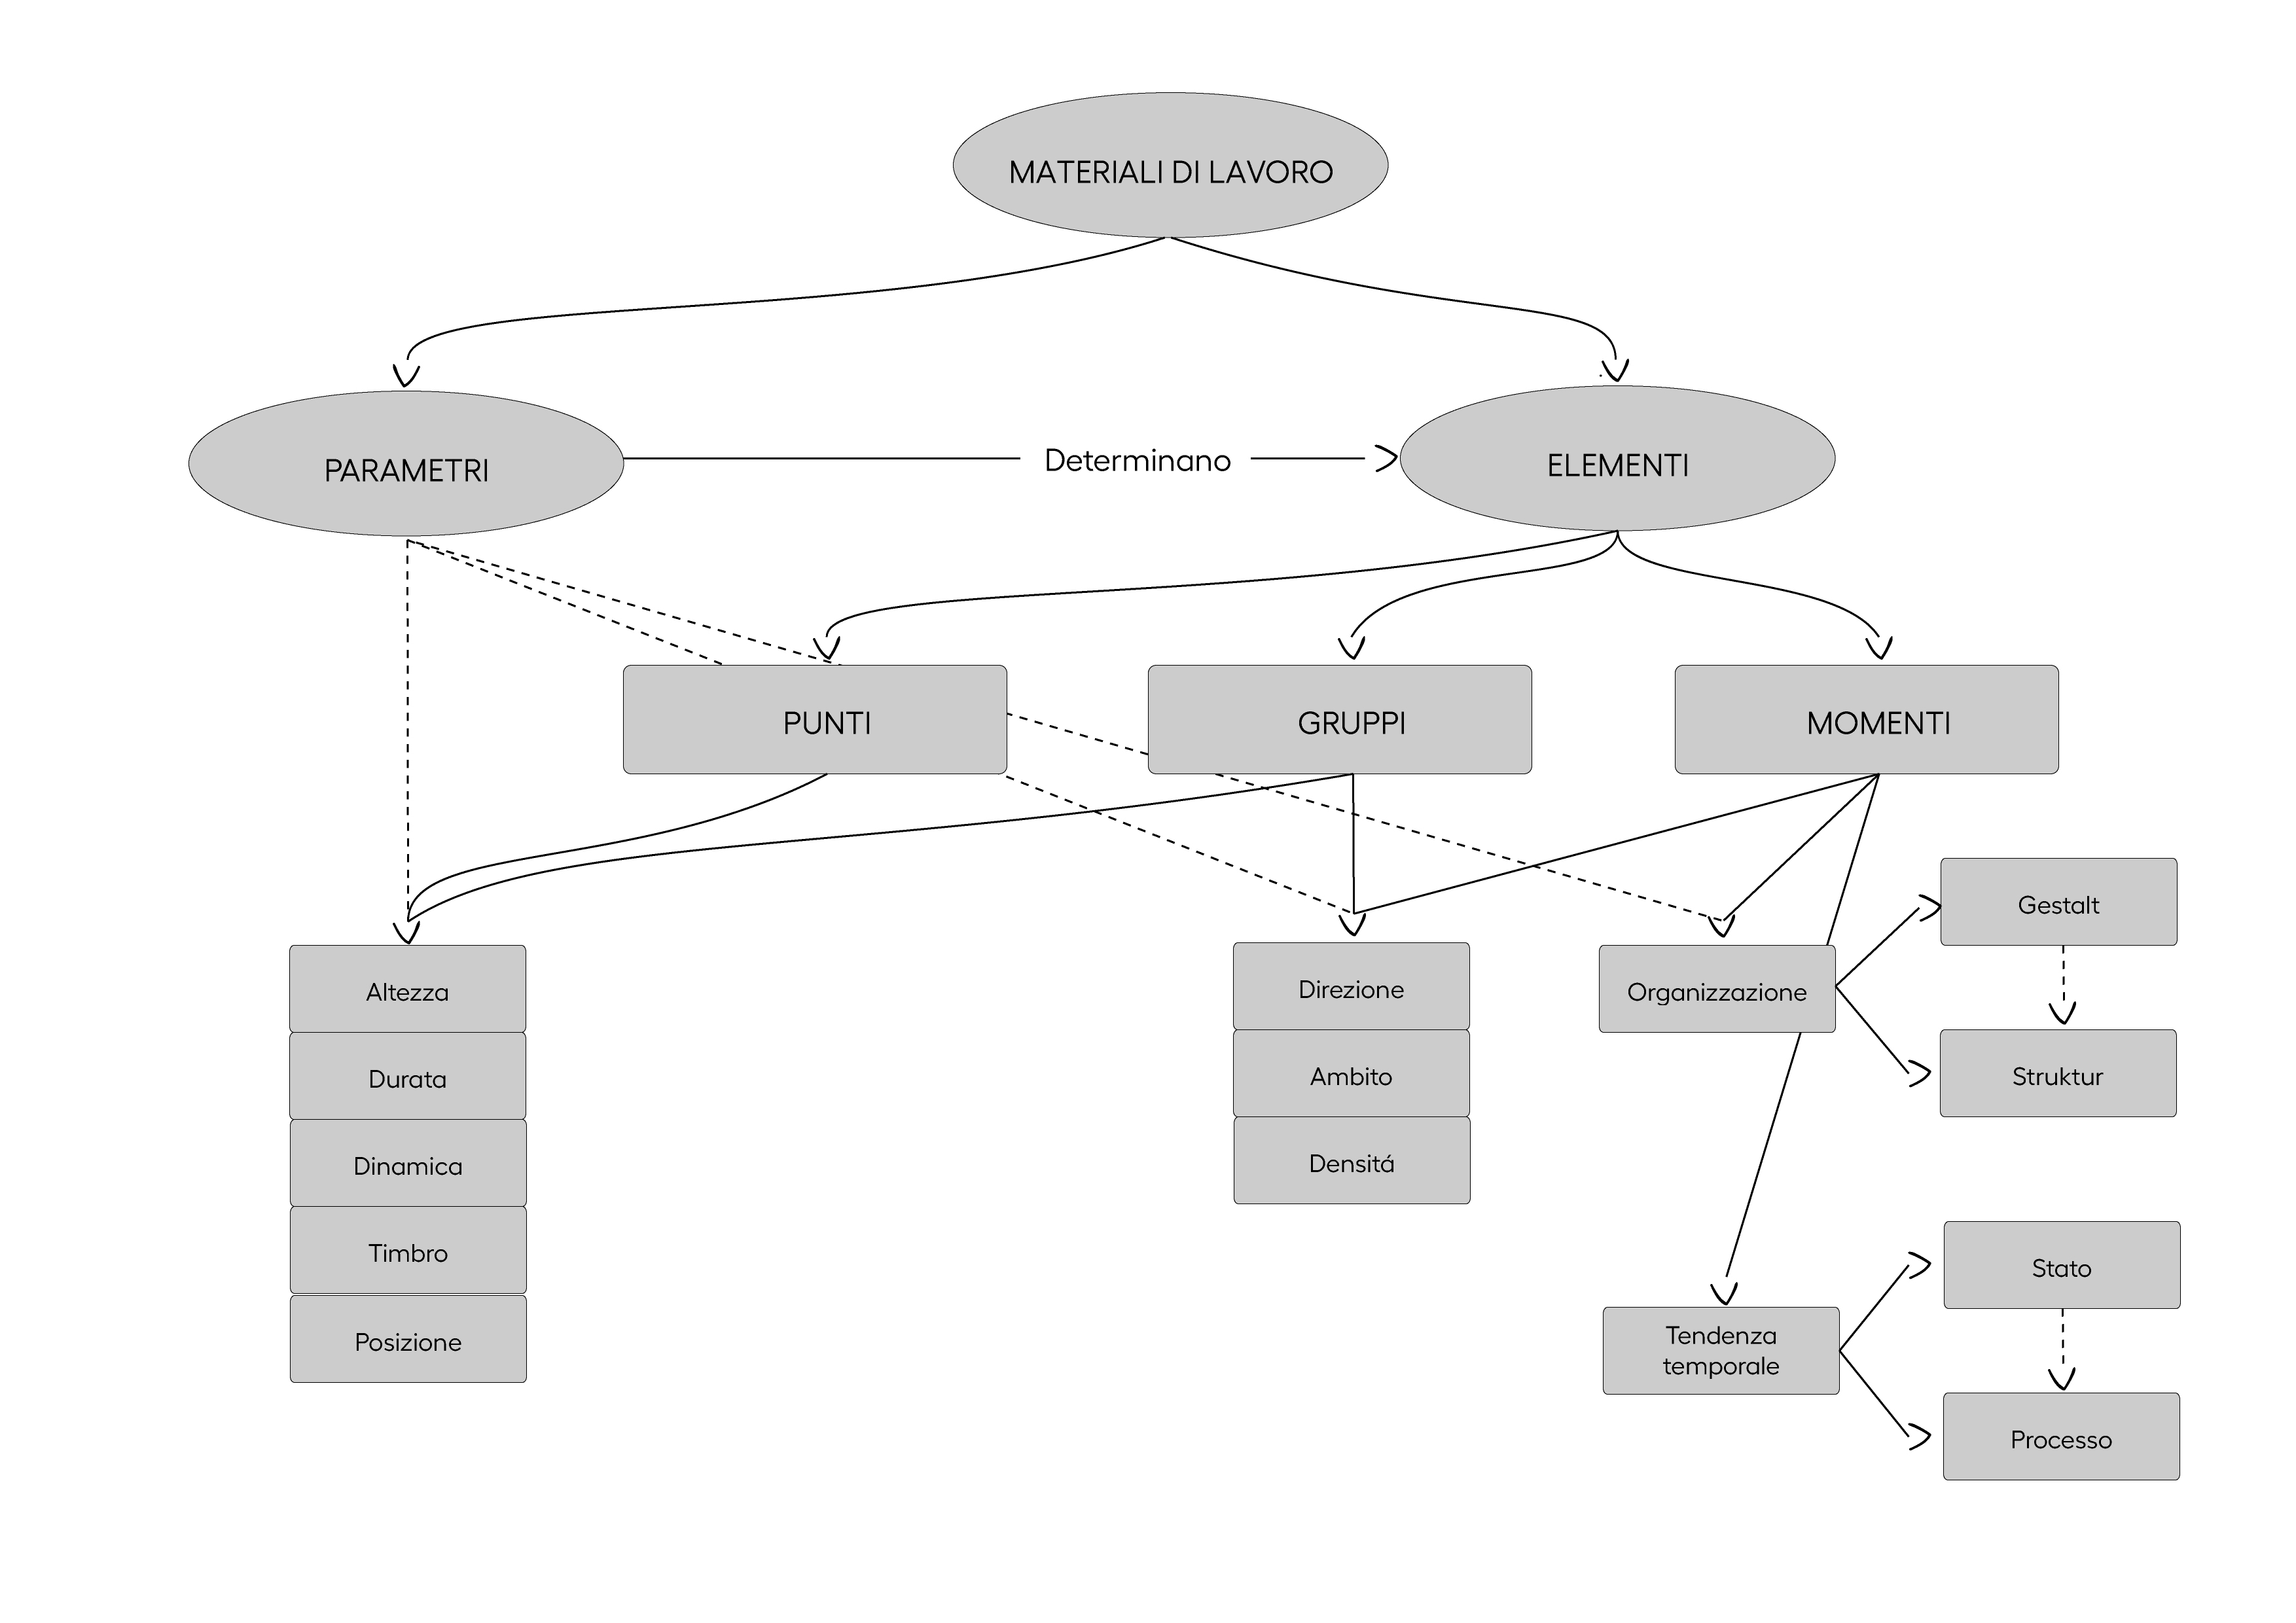 MATERIALI DI LAVORO
PARAMETRI
Determinano
ELEMENTI
PUNTI
GRUPPI
MOMENTI
Altezza
Durata
Dinamica
Timbro
Posizione
Direzione
Ambito
Densitá
Organizzazione
Gestalt
Struktur
Tendenza
temporale
Stato
Processo